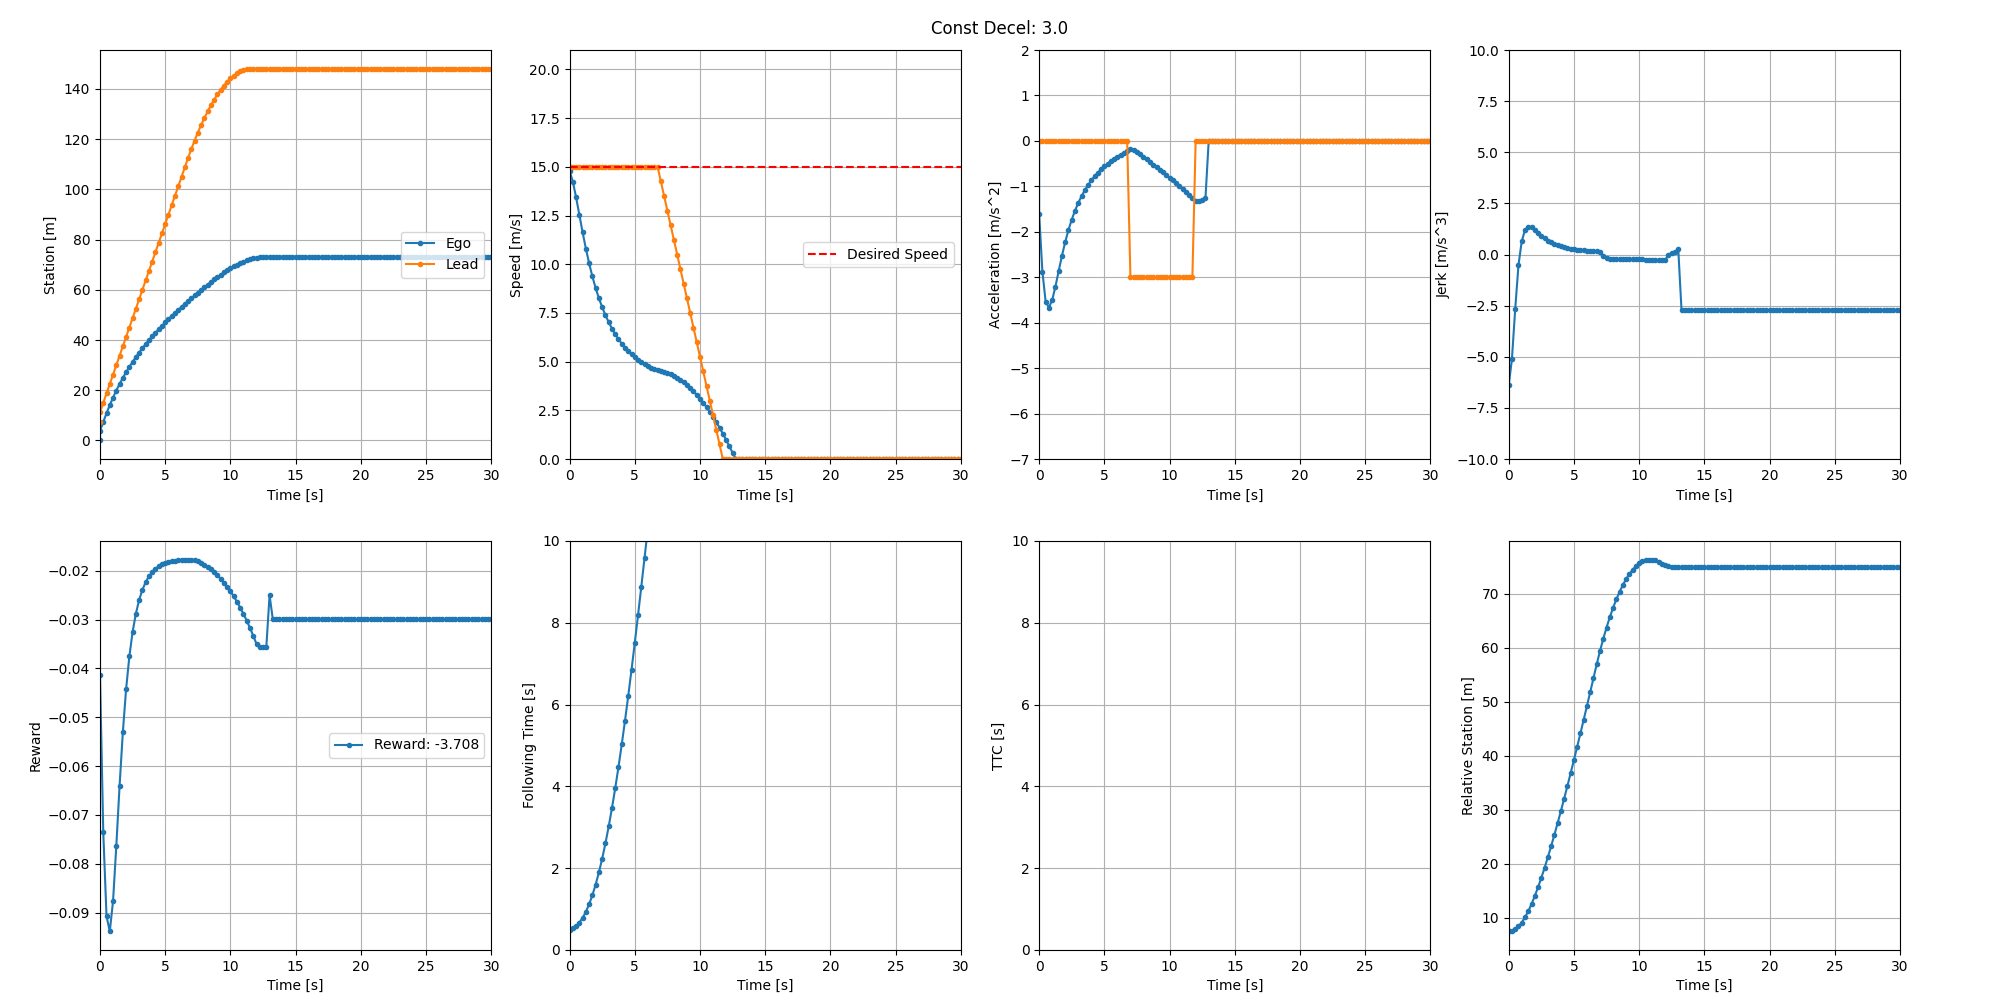 Const Decel: 3.0
Station [m]
140
120
100
80
60
40
20
0
Ego
Lead
0 5 10 15 20 25 30
Time [s]
Speed [m/s]
20.0
17.5
15.0
12.5
10.0
7.5
5.0
2.5
0.0
Desired Speed
0 5 10 15 20 25 30
Time [s]
Acceleration [m/s^2]
2
1
0
−1
−2
−3
−4
−5
−6
−7
0 5 10 15 20 25 30
Time [s]
Jerk [m/s^3]
10.0
7.5
5.0
2.5
0.0
−2.5
−5.0
−7.5
−10.0
0 5 10 15 20 25 30
Time [s]
Reward
−0.02
−0.03
−0.04
−0.05
−0.06
−0.07
−0.08
−0.09
Reward: -3.708
0 5 10 15 20 25 30
Time [s]
Following Time [s]
10
8
6
4
2
0
0 5 10 15 20 25 30
Time [s]
TTC [s]
10
8
6
4
2
0
0 5 10 15 20 25 30
Time [s]
Relative Station [m]
70
60
50
40
30
20
10
0 5 10 15 20 25 30
Time [s]